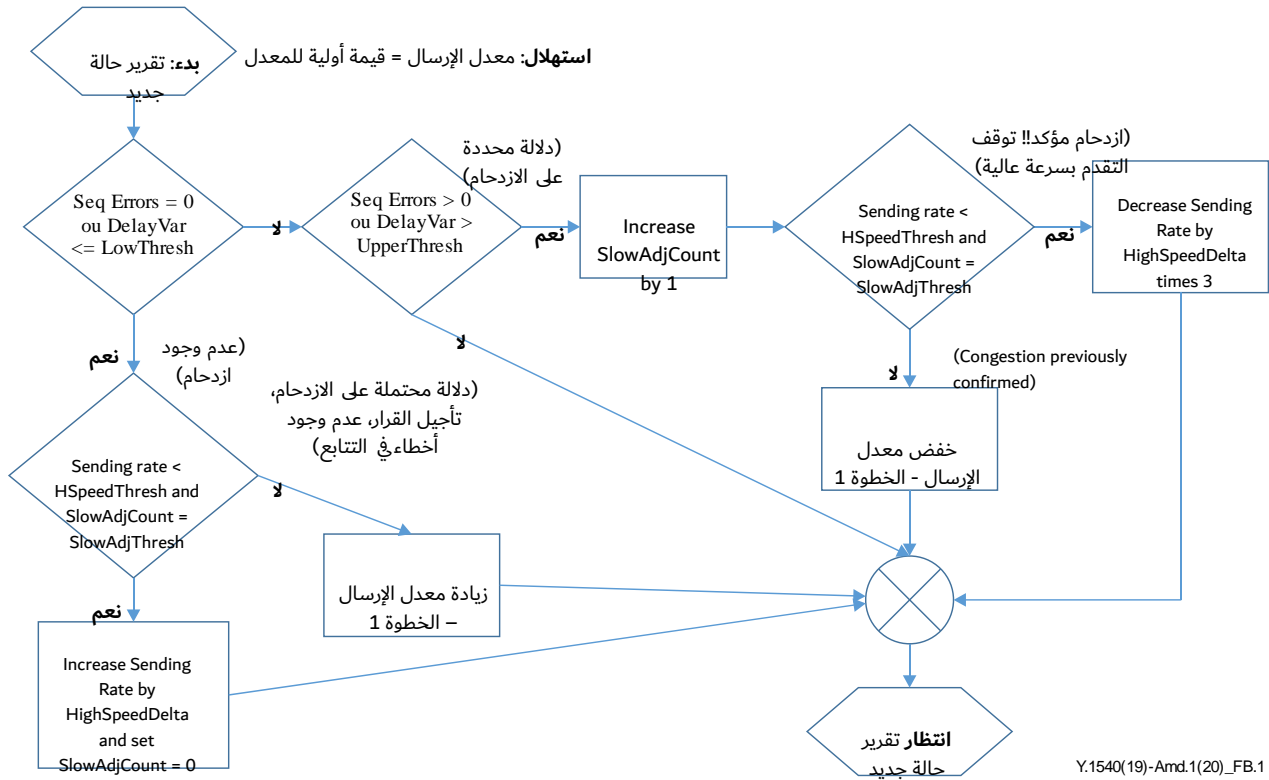 بدء: تقرير حالة
جديد
استهلال: معدل الإرسال = قيمة أولية للمعدل
Seq Errors = 0
ou DelayVar
<= LowThresh
لا
(دلالة محددة
على الازدحام)
Seq Errors > 0
ou DelayVar >
UpperThresh
نعم
Increase
SlowAdjCount
by 1
(ازدحام مؤكد!! توقف
التقدم بسرعة عالية)
Sending rate <
HSpeedThresh and
SlowAdjCount =
SlowAdjThresh
نعم
Decrease Sending
Rate by
HighSpeedDelta
times 3
لا
نعم
(عدم وجود
ازدحام)
(دلالة محتملة على الازدحام،
تأجيل القرار، عدم وجود
أخطاء في التتابع)
لا
(Congestion previously
confirmed)
خفض معدل
الإرسال - الخطوة 1
Sending rate <
HSpeedThresh and
SlowAdjCount =
SlowAdjThresh
لا
زيادة معدل الإرسال
– الخطوة 1
نعم
Increase Sending
Rate by
HighSpeedDelta
and set
SlowAdjCount = 0
انتظار تقرير
حالة جديد
Y.1540(19)-Amd.1(20)_FB.1